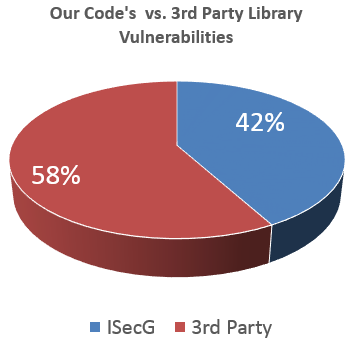 Our Code's vs. 3rd Party Library
Vulnerabilities
42%
58%
ISecG
3rd Party